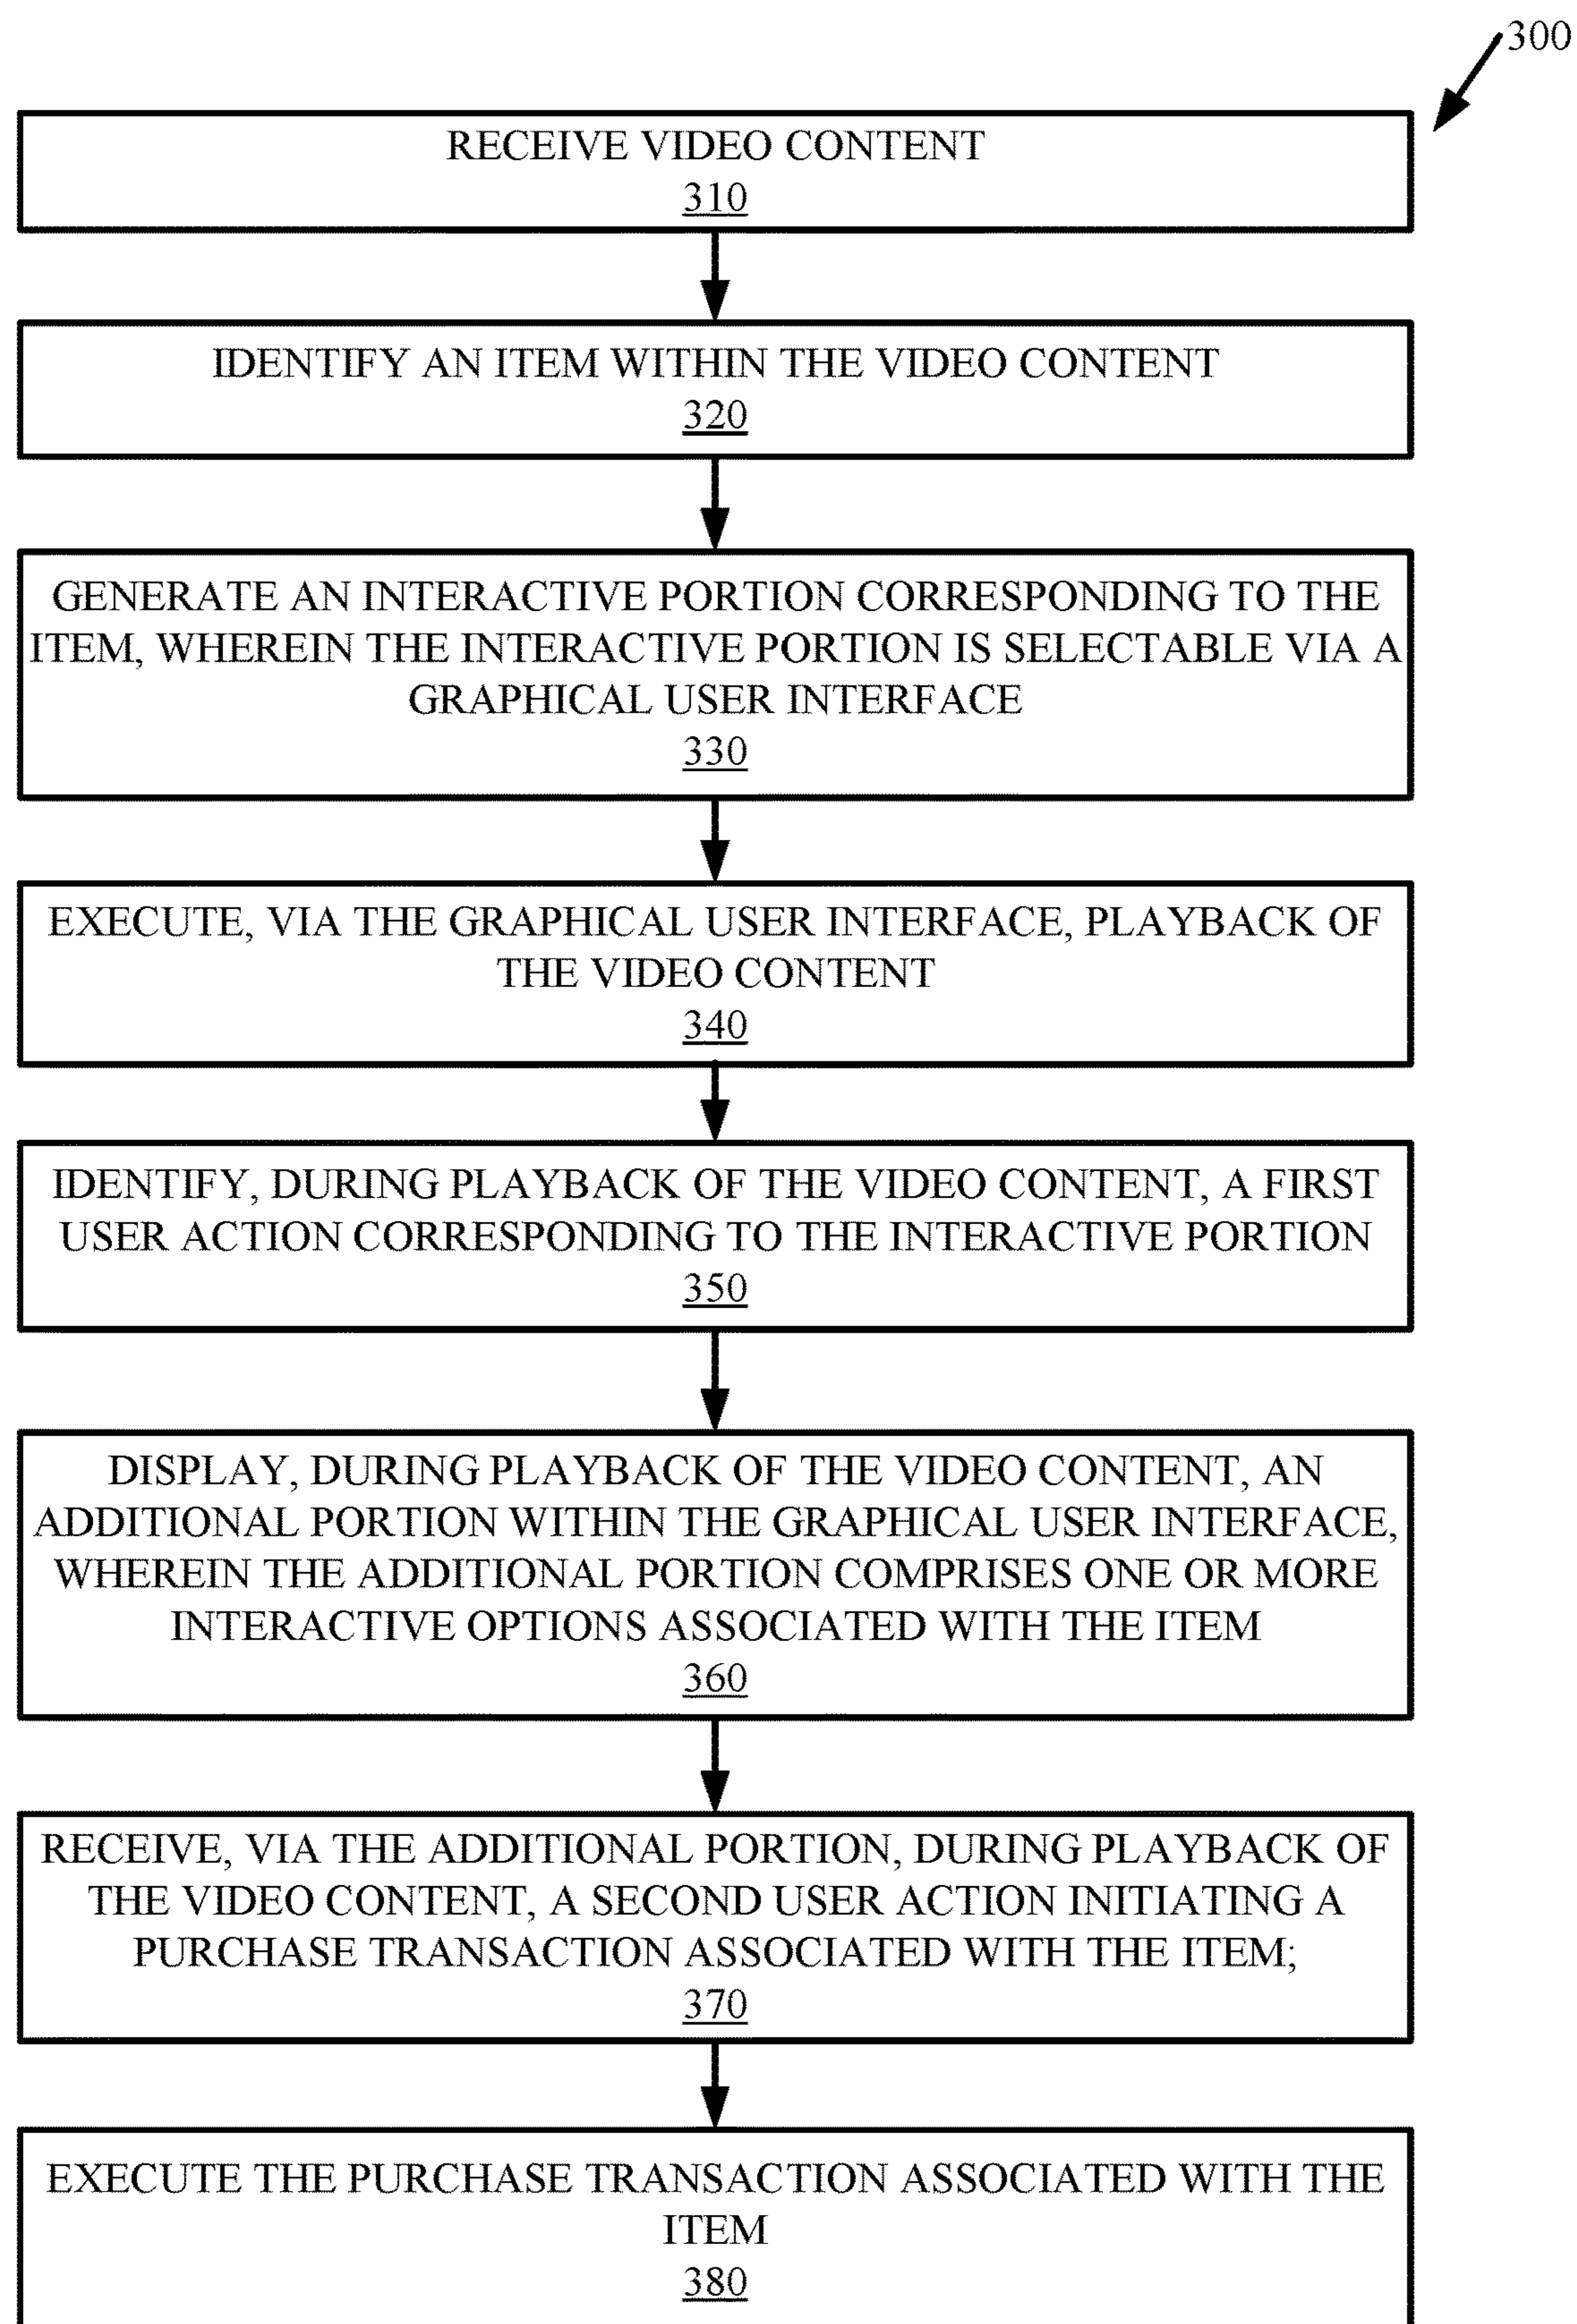 300
RECEIVE VIDEO CONTENT
310
IDENTIFY AN ITEM WITHIN THE VIDEO CONTENT
320
GENERATE AN INTERACTIVE PORTION CORRESPONDING TO THE
ITEM, WHEREIN THE INTERACTIVE PORTION IS SELECTABLE VIA A
GRAPHICAL USER INTERFACE
330
EXECUTE, VIA THE GRAPHICAL USER INTERFACE, PLAYBACK OF
THE VIDEO CONTENT
340
IDENTIFY, DURING PLAYBACK OF THE VIDEO CONTENT, A FIRST
USER ACTION CORRESPONDING TO THE INTERACTIVE PORTION
350
DISPLAY, DURING PLAYBACK OF THE VIDEO CONTENT, AN
ADDITIONAL PORTION WITHIN THE GRAPHICAL USER INTERFACE,
WHEREIN THE ADDITIONAL PORTION COMPRISES ONE OR MORE
INTERACTIVE OPTIONS ASSOCIATED WITH THE ITEM
360
RECEIVE, VIA THE ADDITIONAL PORTION, DURING PLAYBACK OF
THE VIDEO CONTENT, A SECOND USER ACTION INITIATING A
PURCHASE TRANSACTION ASSOCIATED WITH THE ITEM;
370
EXECUTE THE PURCHASE TRANSACTION ASSOCIATED WITH THE
ITEM
380